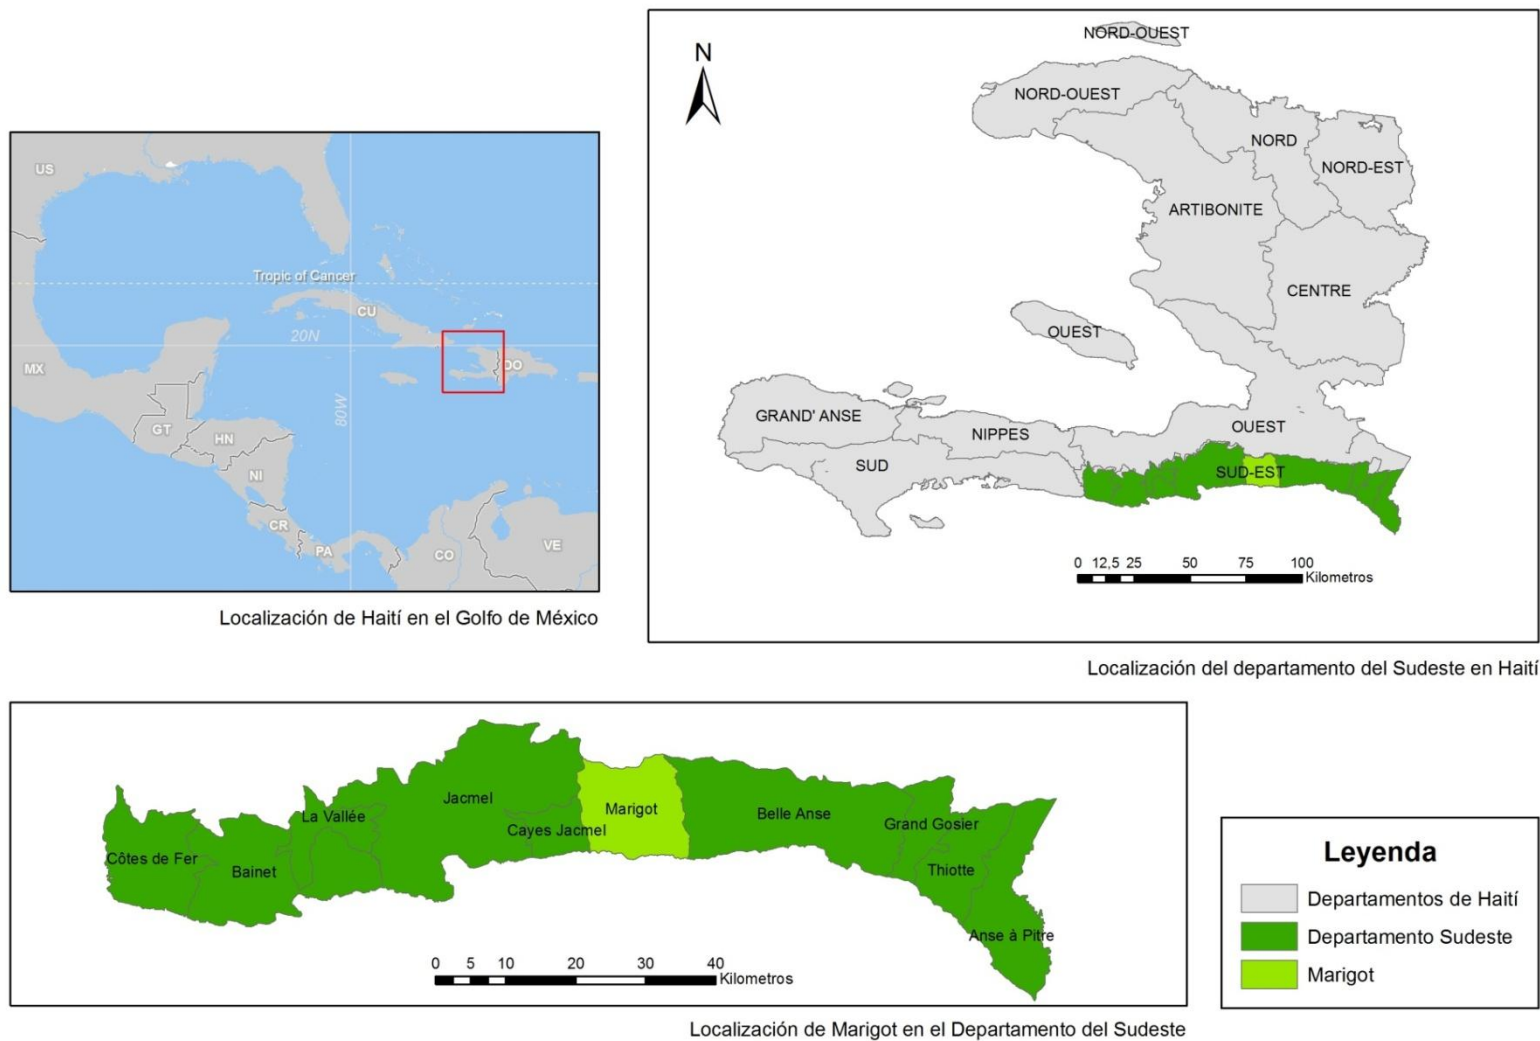 US
Tropic of Cancer
CU
20N
MX
DO
80W
GT
HN
NI
CR
PA
CO
VE
Localización de Haití en el Golfo de México
N
NORD-OUEST
NORD-OUEST
NORD
NORD-EST
ARTIBONITE
CENTRE
OUEST
GRAND' ANSE
NIPPES
OUEST
SUD
SUD-EST
0 12,5 25 50 75 100
Kilometros
Localización del departamento del Sudeste en Haití
Jacmel
Marigot
La Vallée
Cayes Jacmel
Belle Anse
Grand Gosier
Côtes de Fer
Bainet
Thiotte
Anse à Pitre
0 5 10 20 30 40
Kilometros
Localización de Marigot en el Departamento del Sudeste
Leyenda
Departamentos de Haití
Departamento Sudeste
Marigot